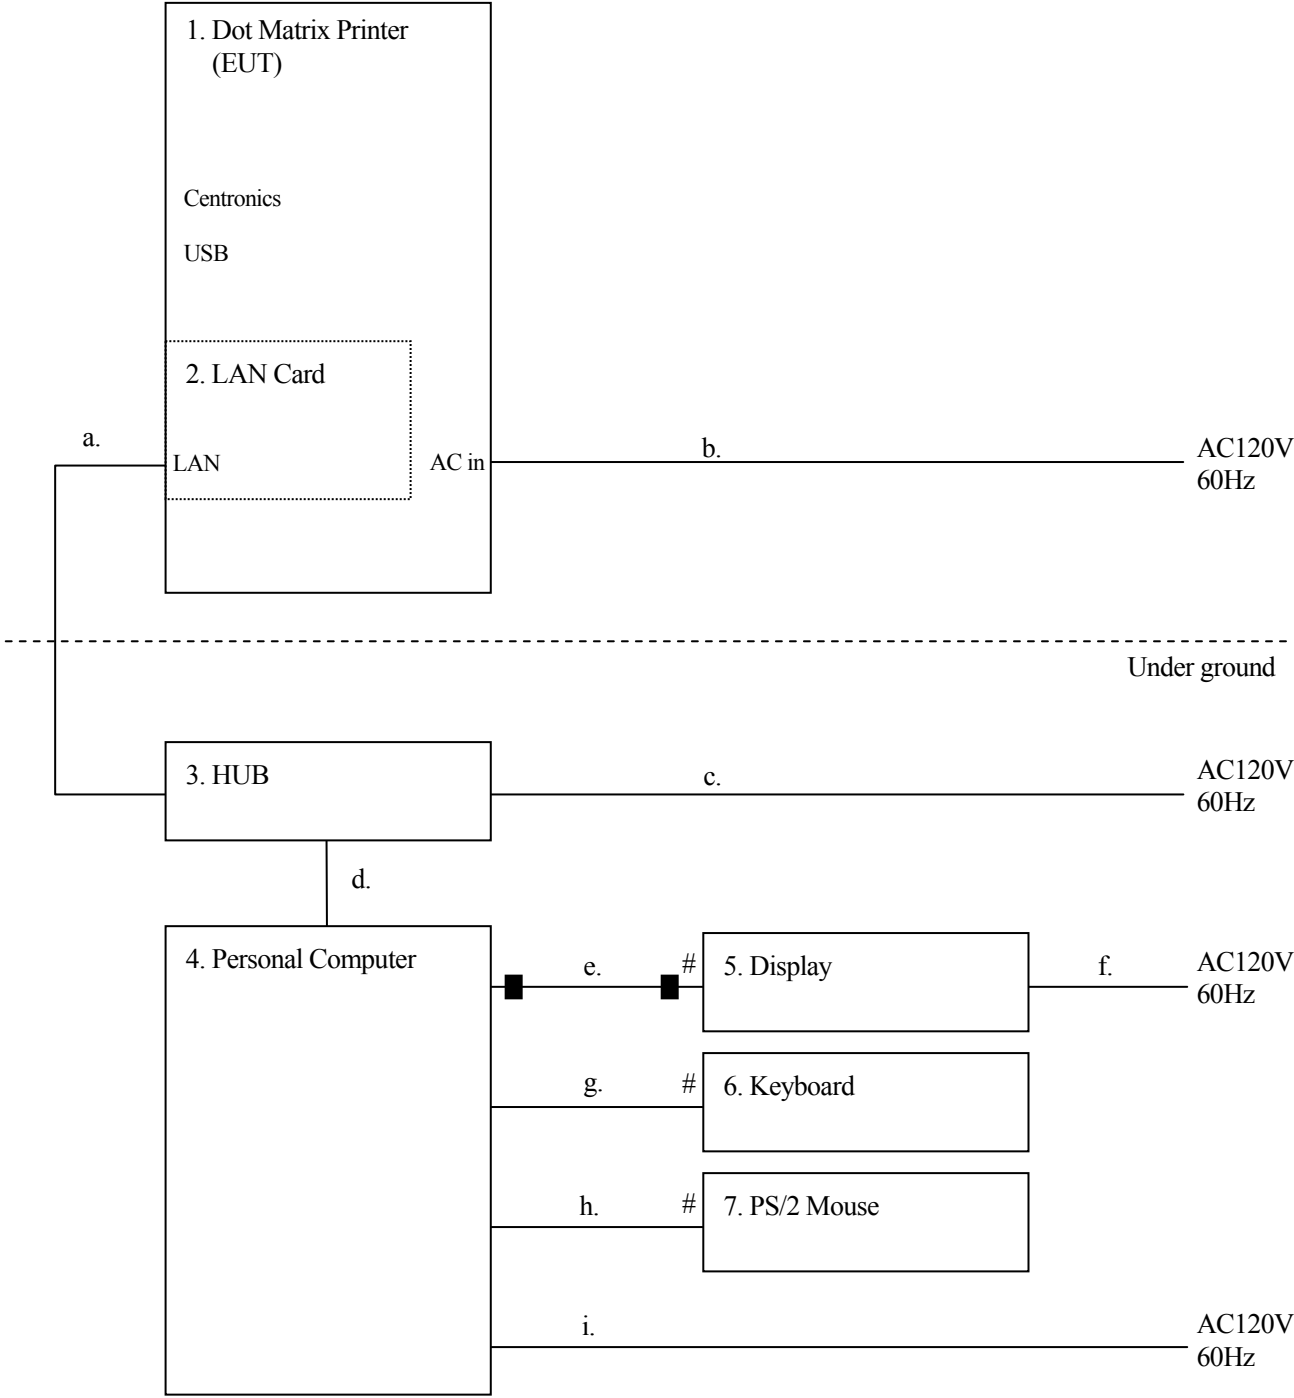 1. Dot Matrix Printer
(EUT)
Centronics
USB
2. LAN Card
a.
LAN
AC in
b.
AC120V
60Hz
Under ground
3. HUB
c.
AC120V
60Hz
d.
4. Personal Computer
e.
#
5. Display
f.
AC120V
60Hz
g.
#
6. Keyboard
h.
#
7. PS/2 Mouse
i.
AC120V
60Hz